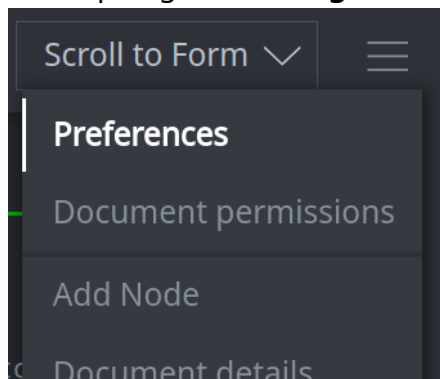 Scroll to Form
Preferences
Document permissions
Add Node
Document details